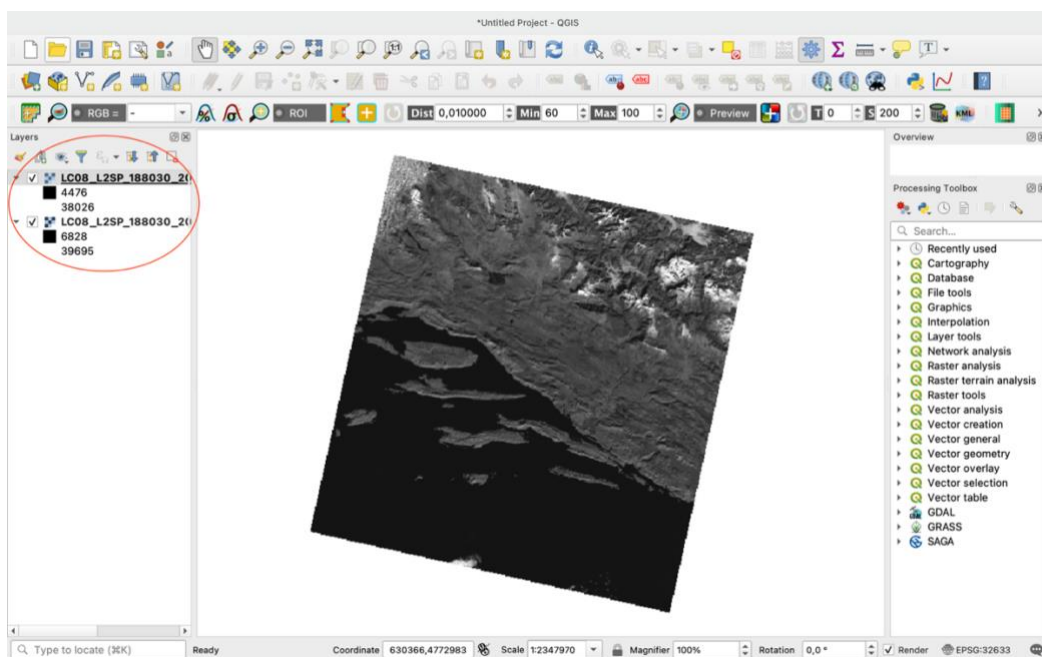 *Untitled Project - QGIS
RGB = -
ROI
Dist 0,010000
Min 60
Max 100
Preview
T 0
S 200
KML
Layers
LC08_L2SP_188030_20
4476
38026
LC08_L2SP_188030_20
6828
39695
Overview
Processing Toolbox
Search...
Recently used
Cartography
Database
File tools
Graphics
Interpolation
Layer tools
Network analysis
Raster analysis
Raster terrain analysis
Raster tools
Vector analysis
Vector creation
Vector general
Vector geometry
Vector overlay
Vector selection
Vector table
GDAL
GRASS
SAGA
Type to locate (⌘K) Ready Coordinate 630366,4772983 Scale 1:2347970 Magnifier 100% Rotation 0,0 ° Render EPSG:32633